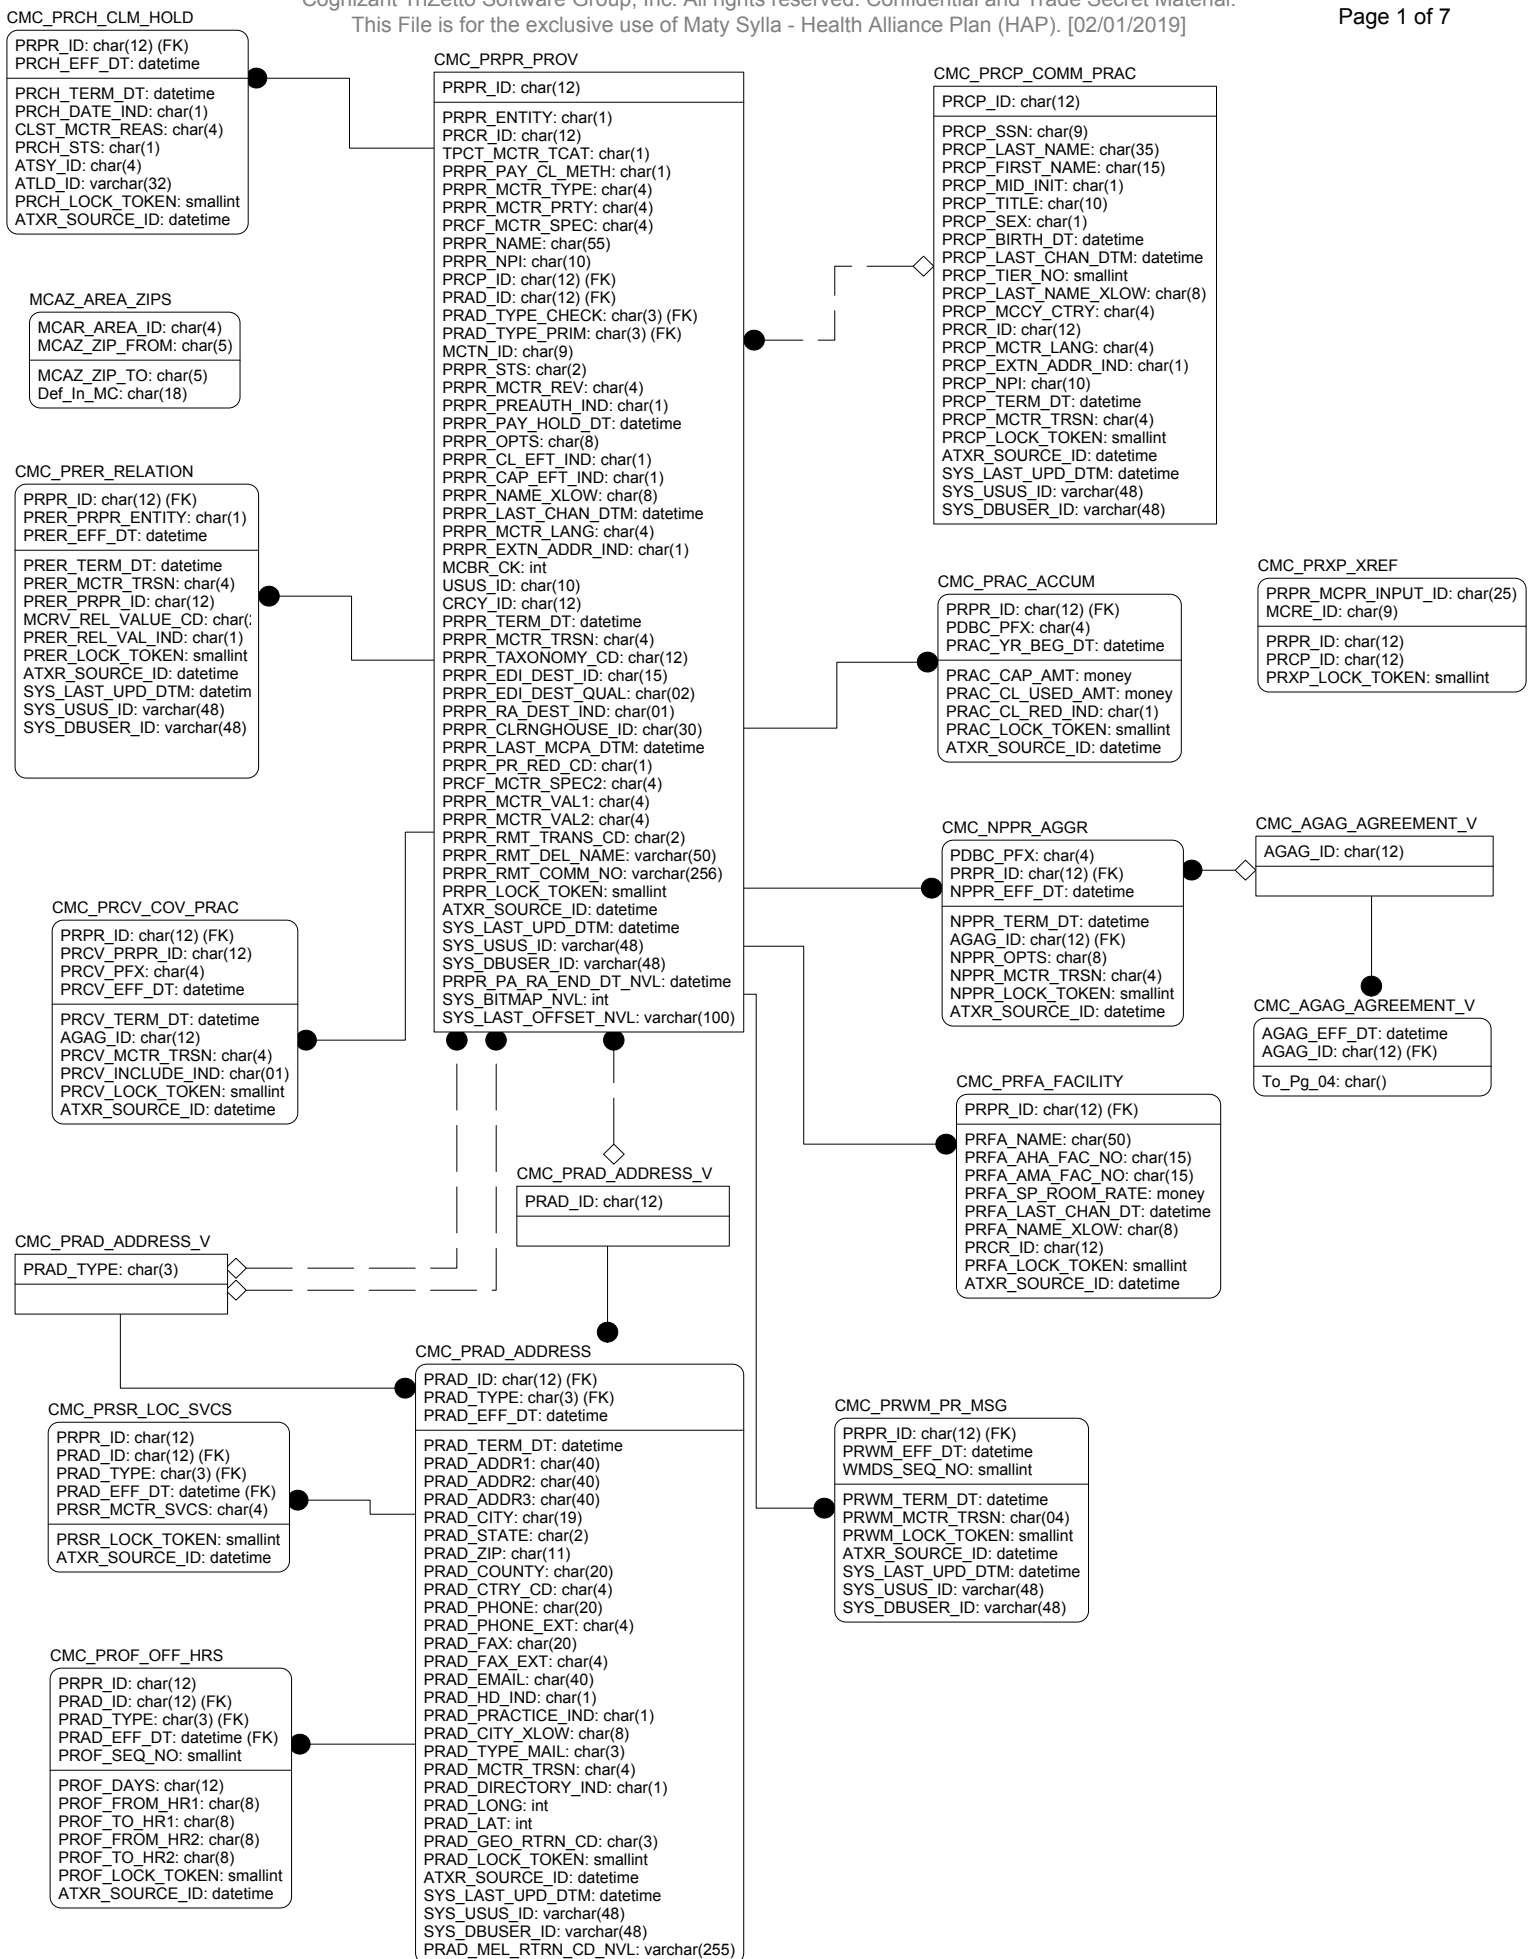 Cognizant TriZetto Software Group, Inc. All rights reserved. Confidential and Trade Secret Material.
This File is for the exclusive use of Maty Sylla - Health Alliance Plan (HAP). [02/01/2019]
Page 1 of 7
CMC_PRCH_CLM_HOLD
PRPR_ID: char(12) (FK)
PRCH_EFF_DT: datetime
PRCH_TERM_DT: datetime
PRCH_DATE_IND: char(1)
CLST_MCTR_REAS: char(4)
PRCH_STS: char(1)
ATSY_ID: char(4)
ATLD_ID: varchar(32)
PRCH_LOCK_TOKEN: smallint
ATXR_SOURCE_ID: datetime
MCAZ_AREA_ZIPS
MCAR_AREA_ID: char(4)
MCAZ_ZIP_FROM: char(5)
MCAZ_ZIP_TO: char(5)
Def_In_MC: char(18)
CMC_PRER_RELATION
PRPR_ID: char(12) (FK)
PRER_PRPR_ENTITY: char(1)
PRER_EFF_DT: datetime
PRER_TERM_DT: datetime
PRER_MCTR_TRSN: char(4)
PRER_PRPR_ID: char(12)
MCRV_REL_VALUE_CD: char(
PRER_REL_VAL_IND: char(1)
PRER_LOCK_TOKEN: smallint
ATXR_SOURCE_ID: datetime
SYS_LAST_UPD_DTM: datetim
SYS_USUS_ID: varchar(48)
SYS_DBUSER_ID: varchar(48)
CMC_PRCV_COV_PRAC
PRPR_ID: char(12) (FK)
PRCV_PRPR_ID: char(12)
PRCV_PFX: char(4)
PRCV_EFF_DT: datetime
PRCV_TERM_DT: datetime
AGAG_ID: char(12)
PRCV_MCTR_TRSN: char(4)
PRCV_INCLUDE_IND: char(01)
PRCV_LOCK_TOKEN: smallint
ATXR_SOURCE_ID: datetime
CMC_PRPR_PROV
PRPR_ID: char(12)
PRPR_ENTITY: char(1)
PRCR_ID: char(12)
TPCT_MCTR_TCAT: char(1)
PRPR_PAY_CL_METH: char(1)
PRPR_MCTR_TYPE: char(4)
PRPR_MCTR_PRTY: char(4)
PRCF_MCTR_SPEC: char(4)
PRPR_NAME: char(55)
PRPR_NPI: char(10)
PRCP_ID: char(12) (FK)
PRAD_ID: char(12) (FK)
PRAD_TYPE_CHECK: char(3) (FK)
PRAD_TYPE_PRIM: char(3) (FK)
MCTN_ID: char(9)
PRPR_STS: char(2)
PRPR_MCTR_REV: char(4)
PRPR_PREAUTH_IND: char(1)
PRPR_PAY_HOLD_DT: datetime
PRPR_OPTS: char(8)
PRPR_CL_EFT_IND: char(1)
PRPR_CAP_EFT_IND: char(1)
PRPR_NAME_XLOW: char(8)
PRPR_LAST_CHAN_DTM: datetime
PRPR_MCTR_LANG: char(4)
PRPR_EXTN_ADDR_IND: char(1)
MCBR_CK: int
USUS_ID: char(10)
CRCY_ID: char(12)
PRPR_TERM_DT: datetime
PRPR_MCTR_TRSN: char(4)
PRPR_TAXONOMY_CD: char(12)
PRPR_EDI_DEST_ID: char(15)
PRPR_EDI_DEST_QUAL: char(02)
PRPR_RA_DEST_IND: char(01)
PRPR_CLRNGHOUSE_ID: char(30)
PRPR_LAST_MCPA_DTM: datetime
PRPR_PR_RED_CD: char(1)
PRCF_MCTR_SPEC2: char(4)
PRPR_MCTR_VAL1: char(4)
PRPR_MCTR_VAL2: char(4)
PRPR_RMT_TRANS_CD: char(2)
PRPR_RMT_DEL_NAME: varchar(50)
PRPR_RMT_COMM_NO: varchar(256)
PRPR_LOCK_TOKEN: smallint
ATXR_SOURCE_ID: datetime
SYS_LAST_UPD_DTM: datetime
SYS_USUS_ID: varchar(48)
SYS_DBUSER_ID: varchar(48)
PRPR_PA_RA_END_DT_NVL: datetime
SYS_BITMAP_NVL: int
SYS_LAST_OFFSET_NVL: varchar(100)
CMC_PRCP_COMM_PRAC
PRCP_ID: char(12)
PRCP_SSN: char(9)
PRCP_LAST_NAME: char(35)
PRCP_FIRST_NAME: char(15)
PRCP_MID_INIT: char(1)
PRCP_TITLE: char(10)
PRCP_SEX: char(1)
PRCP_BIRTH_DT: datetime
PRCP_LAST_CHAN_DTM: datetime
PRCP_TIER_NO: smallint
PRCP_LAST_NAME_XLOW: char(8)
PRCP_MCCY_CTRY: char(4)
PRCR_ID: char(12)
PRCP_MCTR_LANG: char(4)
PRCP_EXTN_ADDR_IND: char(1)
PRCP_NPI: char(10)
PRCP_TERM_DT: datetime
PRCP_MCTR_TRSN: char(4)
PRCP_LOCK_TOKEN: smallint
ATXR_SOURCE_ID: datetime
SYS_LAST_UPD_DTM: datetime
SYS_USUS_ID: varchar(48)
SYS_DBUSER_ID: varchar(48)
CMC_PRAC_ACCUM
PRPR_ID: char(12) (FK)
PDBC_PFX: char(4)
PRAC_YR_BEG_DT: datetime
PRAC_CAP_AMT: money
PRAC_CL_USED_AMT: money
PRAC_CL_RED_IND: char(1)
PRAC_LOCK_TOKEN: smallint
ATXR_SOURCE_ID: datetime
CMC_PRXP_XREF
PRPR_MCPR_INPUT_ID: char(25)
MCRE_ID: char(9)
PRPR_ID: char(12)
PRCP_ID: char(12)
PRXP_LOCK_TOKEN: smallint
CMC_NPPR_AGGR
PDBC_PFX: char(4)
PRPR_ID: char(12) (FK)
NPPR_EFF_DT: datetime
NPPR_TERM_DT: datetime
AGAG_ID: char(12) (FK)
NPPR_OPTS: char(8)
NPPR_MCTR_TRSN: char(4)
NPPR_LOCK_TOKEN: smallint
ATXR_SOURCE_ID: datetime
CMC_AGAG_AGREEMENT_V
AGAG_ID: char(12)
CMC_AGAG_AGREEMENT_V
AGAG_EFF_DT: datetime
AGAG_ID: char(12) (FK)
To_Pg_04: char()
CMC_PRFA_FACILITY
PRPR_ID: char(12) (FK)
PRFA_NAME: char(50)
PRFA_AHA_FAC_NO: char(15)
PRFA_AMA_FAC_NO: char(15)
PRFA_SP_ROOM_RATE: money
PRFA_LAST_CHAN_DT: datetime
PRFA_NAME_XLOW: char(8)
PRCR_ID: char(12)
PRFA_LOCK_TOKEN: smallint
ATXR_SOURCE_ID: datetime
CMC_PRAD_ADDRESS_V
PRAD_ID: char(12)
CMC_PRAD_ADDRESS_V
PRAD_TYPE: char(3)
CMC_PRSR_LOC_SVCS
PRPR_ID: char(12)
PRAD_ID: char(12) (FK)
PRAD_TYPE: char(3) (FK)
PRAD_EFF_DT: datetime (FK)
PRSR_MCTR_SVCS: char(4)
PRSR_LOCK_TOKEN: smallint
ATXR_SOURCE_ID: datetime
CMC_PROF_OFF_HRS
PRPR_ID: char(12)
PRAD_ID: char(12) (FK)
PRAD_TYPE: char(3) (FK)
PRAD_EFF_DT: datetime (FK)
PROF_SEQ_NO: smallint
PROF_DAYS: char(12)
PROF_FROM_HR1: char(8)
PROF_TO_HR1: char(8)
PROF_FROM_HR2: char(8)
PROF_TO_HR2: char(8)
PROF_LOCK_TOKEN: smallint
ATXR_SOURCE_ID: datetime
CMC_PRAD_ADDRESS
PRAD_ID: char(12) (FK)
PRAD_TYPE: char(3) (FK)
PRAD_EFF_DT: datetime
PRAD_TERM_DT: datetime
PRAD_ADDR1: char(40)
PRAD_ADDR2: char(40)
PRAD_ADDR3: char(40)
PRAD_CITY: char(19)
PRAD_STATE: char(2)
PRAD_ZIP: char(11)
PRAD_COUNTY: char(20)
PRAD_CTRY_CD: char(4)
PRAD_PHONE: char(20)
PRAD_PHONE_EXT: char(4)
PRAD_FAX: char(20)
PRAD_FAX_EXT: char(4)
PRAD_EMAIL: char(40)
PRAD_HD_IND: char(1)
PRAD_PRACTICE_IND: char(1)
PRAD_CITY_XLOW: char(8)
PRAD_TYPE_MAIL: char(3)
PRAD_MCTR_TRSN: char(4)
PRAD_DIRECTORY_IND: char(1)
PRAD_LONG: int
PRAD_LAT: int
PRAD_GEO_RTRN_CD: char(3)
PRAD_LOCK_TOKEN: smallint
ATXR_SOURCE_ID: datetime
SYS_LAST_UPD_DTM: datetime
SYS_USUS_ID: varchar(48)
SYS_DBUSER_ID: varchar(48)
PRAD_MEL_RTRN_CD_NVL: varchar(255)
CMC_PRWM_PR_MSG
PRPR_ID: char(12) (FK)
PRWM_EFF_DT: datetime
WMDS_SEQ_NO: smallint
PRWM_TERM_DT: datetime
PRWM_MCTR_TRSN: char(04)
PRWM_LOCK_TOKEN: smallint
ATXR_SOURCE_ID: datetime
SYS_LAST_UPD_DTM: datetime
SYS_USUS_ID: varchar(48)
SYS_DBUSER_ID: varchar(48)